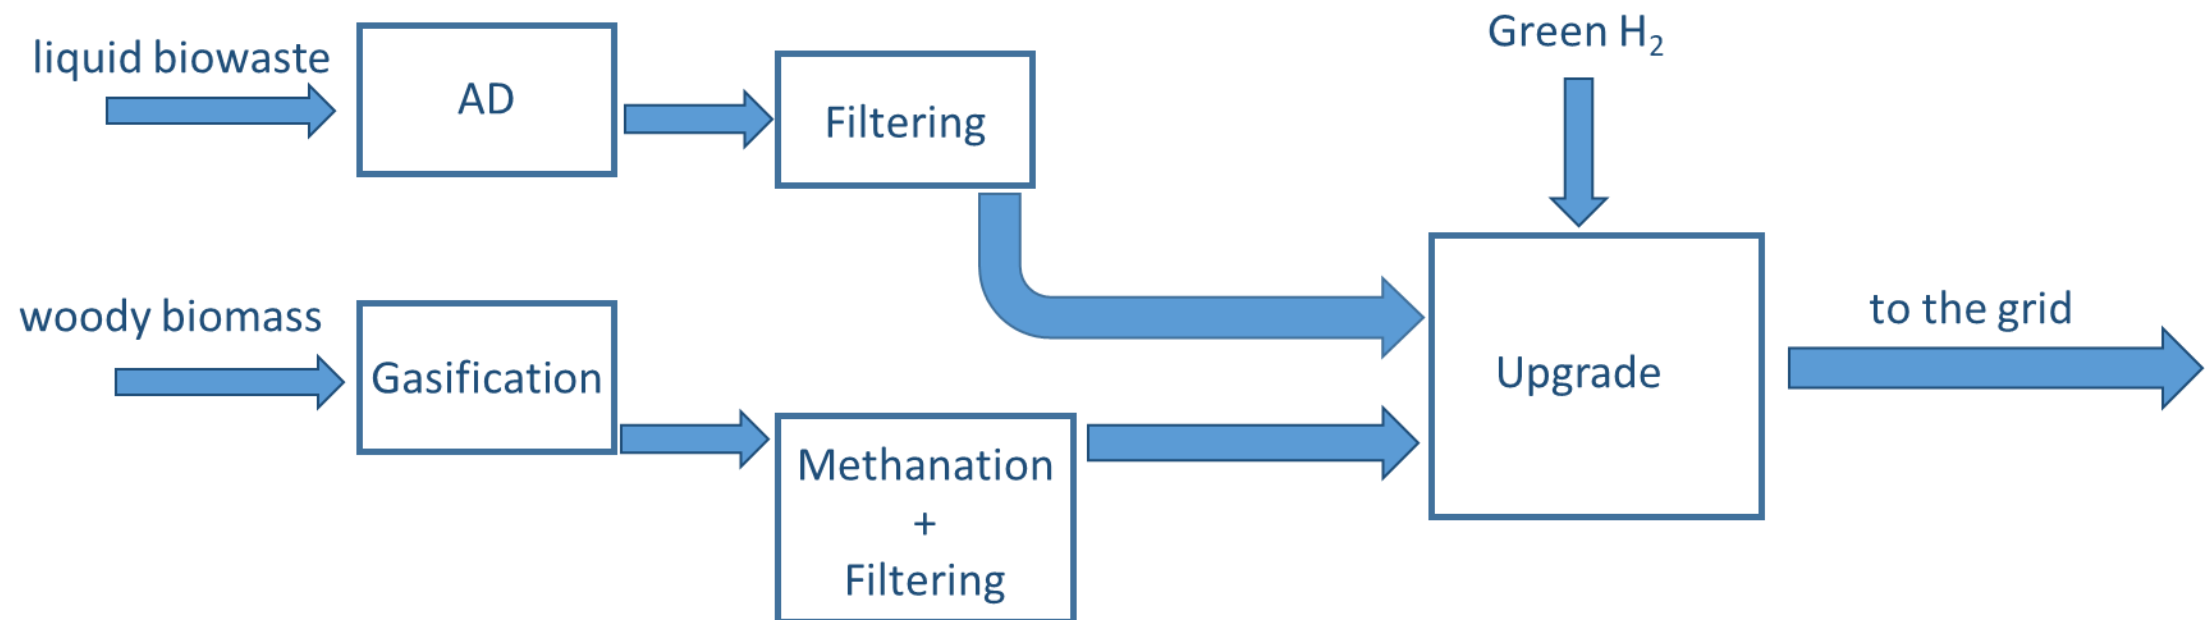 liquid biowaste
AD
Filtering
Green H₂
woody biomass
Gasification
Methanation
+
Filtering
Upgrade
to the grid